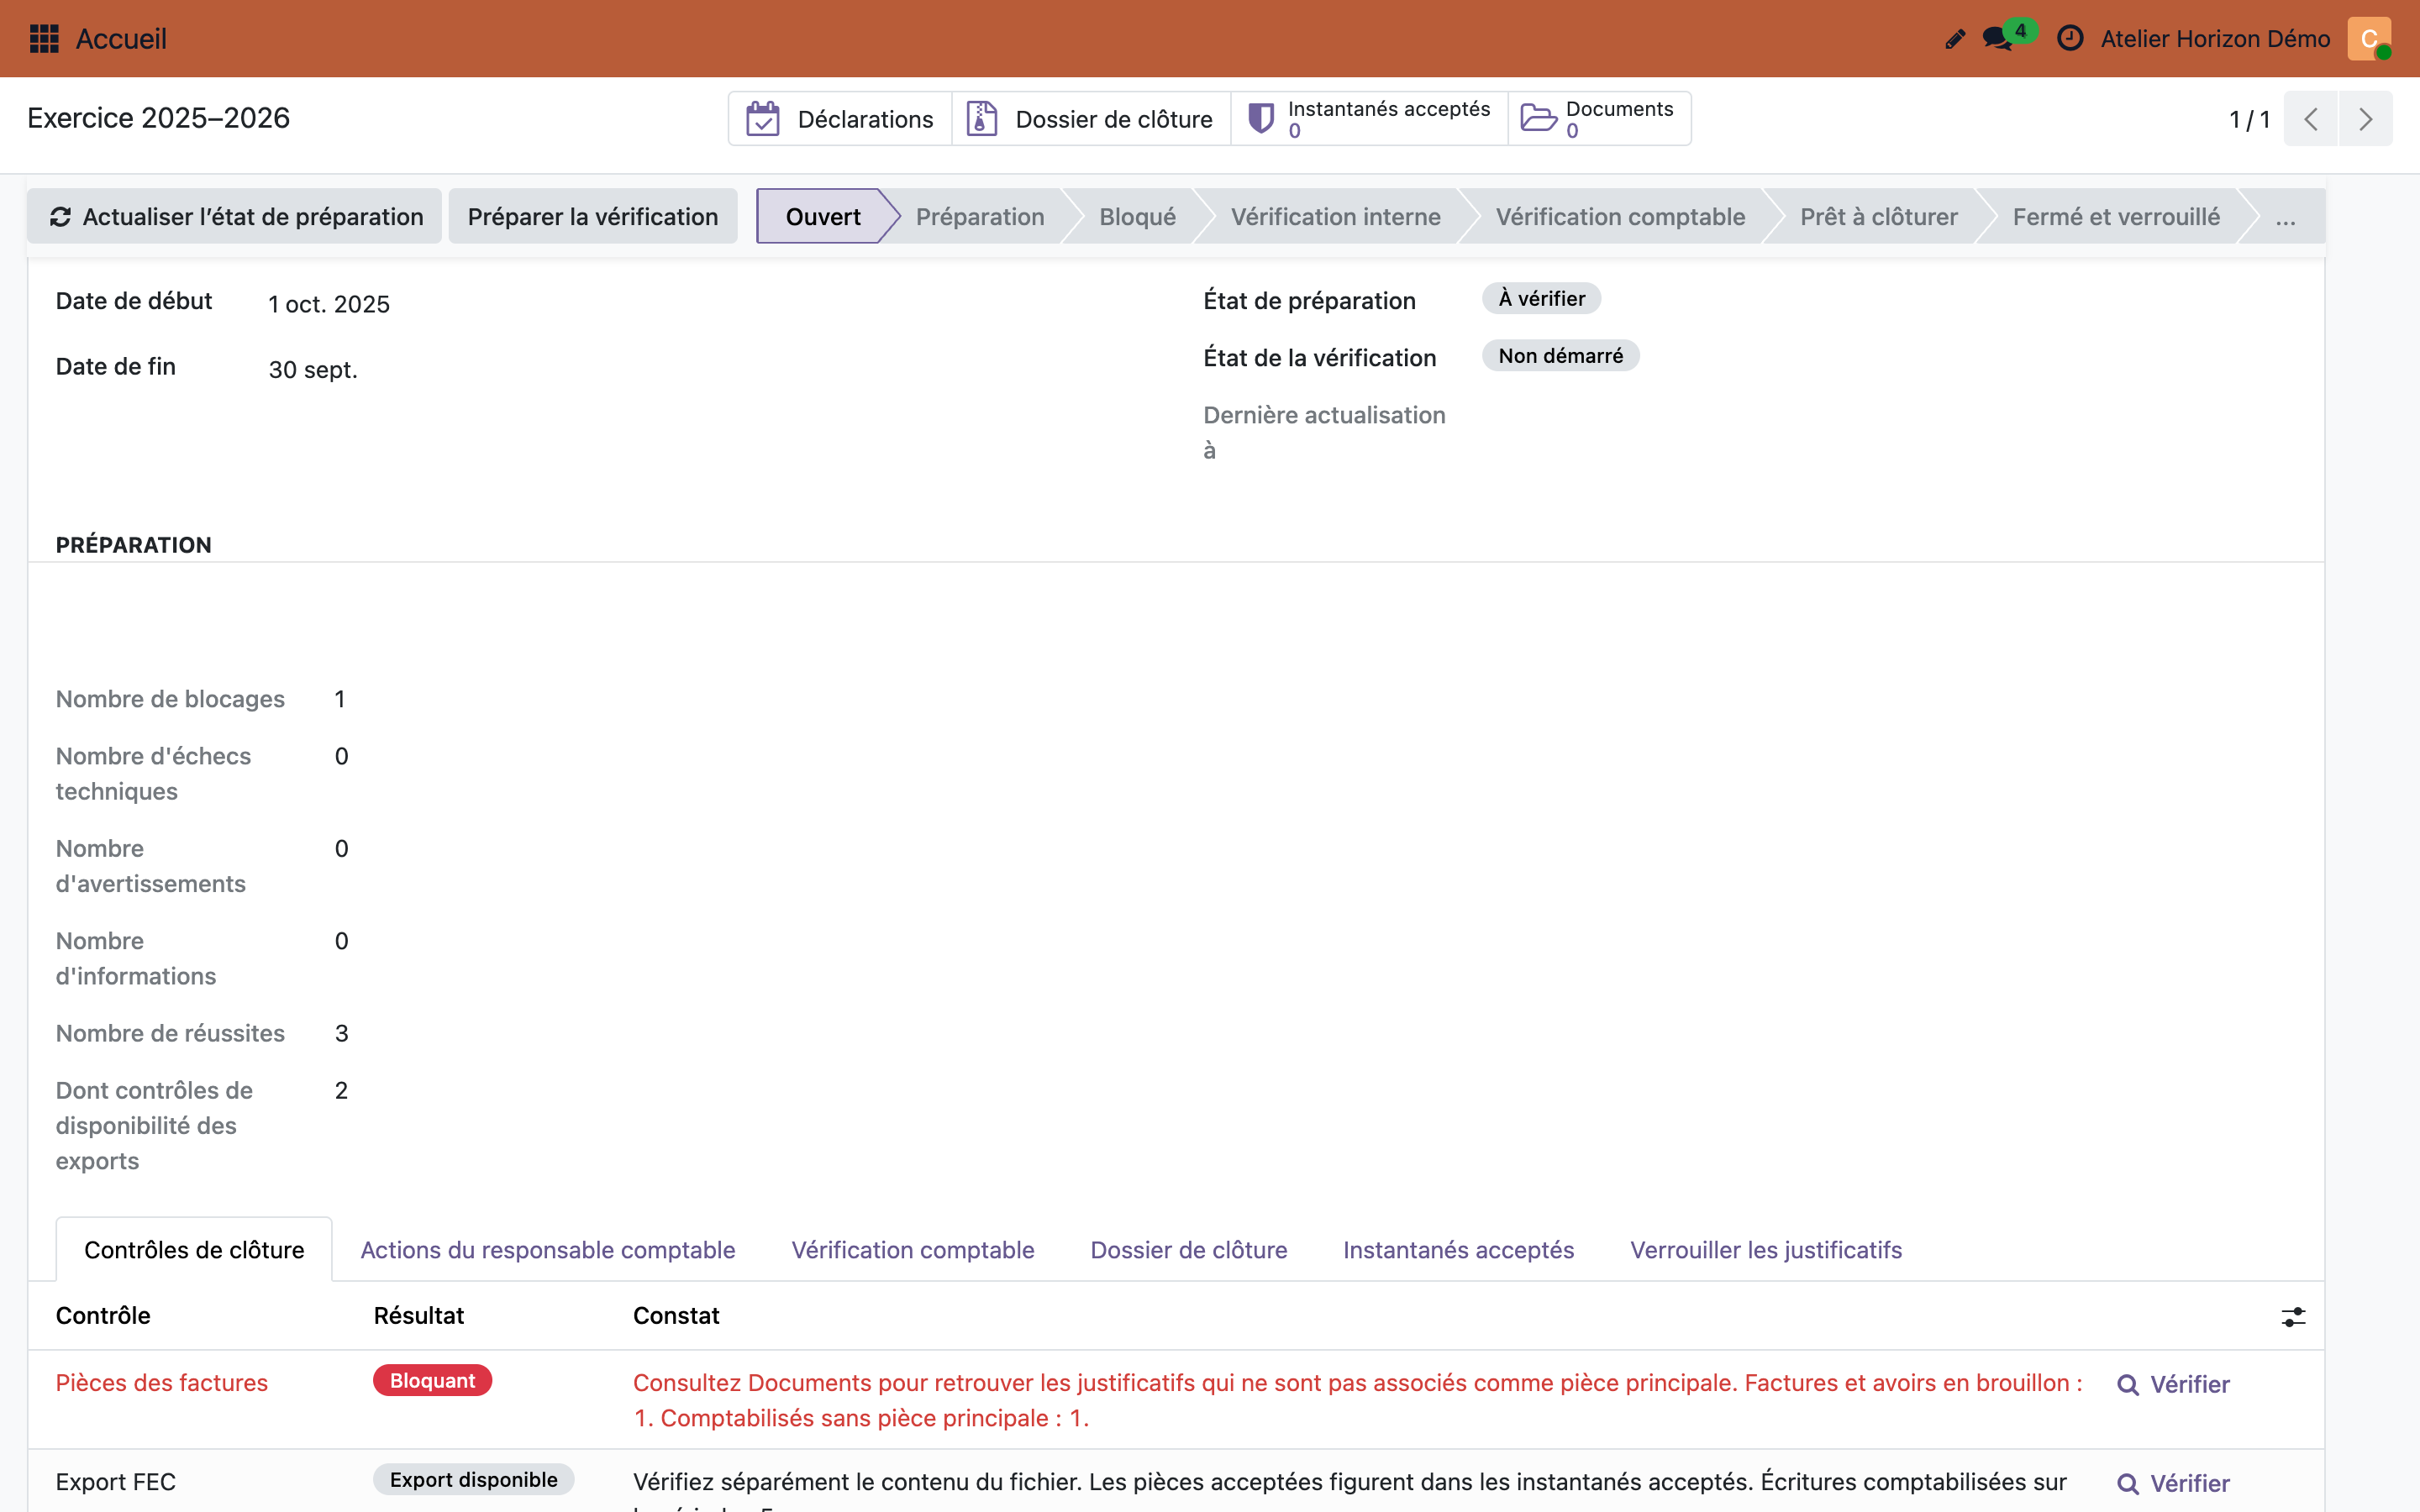 Accueil
4
Atelier Horizon Démo
C
Exercice 2025–2026
Déclarations
Dossier de clôture
Instantanés acceptés
0
Documents
0
1 / 1
Actualiser l’état de préparation
Préparer la vérification
Ouvert
Préparation
Bloqué
Vérification interne
Vérification comptable
Prêt à clôturer
Fermé et verrouillé
...
Date de début
1 oct. 2025
Date de fin
30 sept.
État de préparation
À vérifier
État de la vérification
Non démarré
Dernière actualisation
à
PRÉPARATION
Nombre de blocages
1
Nombre d'échecs
techniques
0
Nombre
d'avertissements
0
Nombre
d'informations
0
Nombre de réussites
3
Dont contrôles de
disponibilité des
exports
2
Contrôles de clôture
Actions du responsable comptable
Vérification comptable
Dossier de clôture
Instantanés acceptés
Verrouiller les justificatifs
Contrôle
Résultat
Constat
Pièces des factures
Bloquant
Consultez Documents pour retrouver les justificatifs qui ne sont pas associés comme pièce principale. Factures et avoirs en brouillon :
1. Comptabilisés sans pièce principale : 1.
Vérifier
Export FEC
Export disponible
Vérifiez séparément le contenu du fichier. Les pièces acceptées figurent dans les instantanés acceptés. Écritures comptabilisées sur
Vérifier